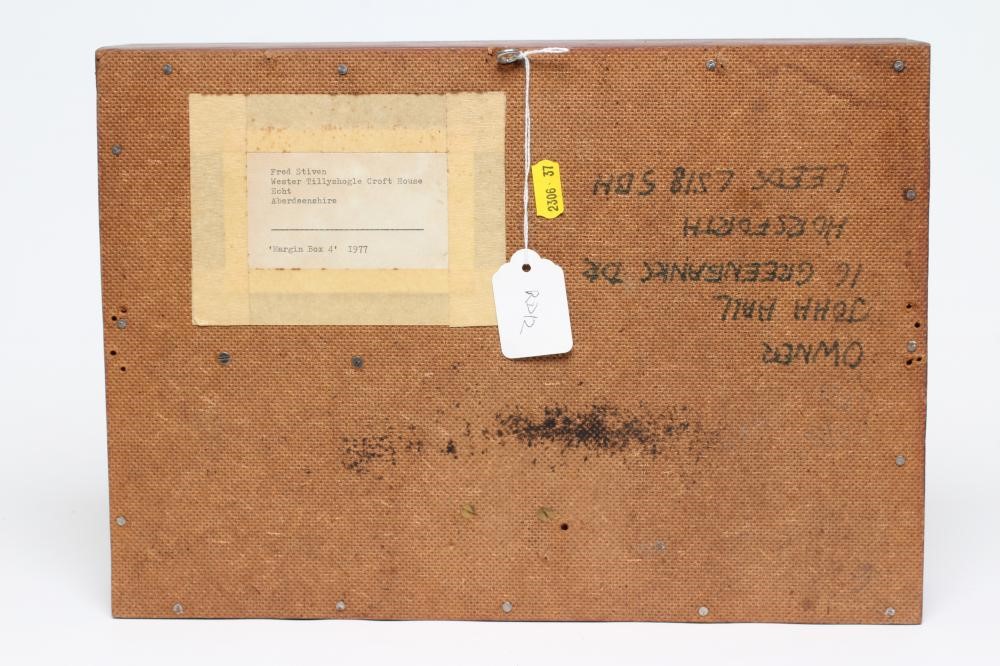 Fred Stiven
Wester Tillyshogle Croft House
Echt
Aberdeenshire
'Margin Box 4' 1977
2306 37
OWNER
JOHN HALL
16 GREENBANKS DR
HORSFORTH
LEEDS LS18 5BH